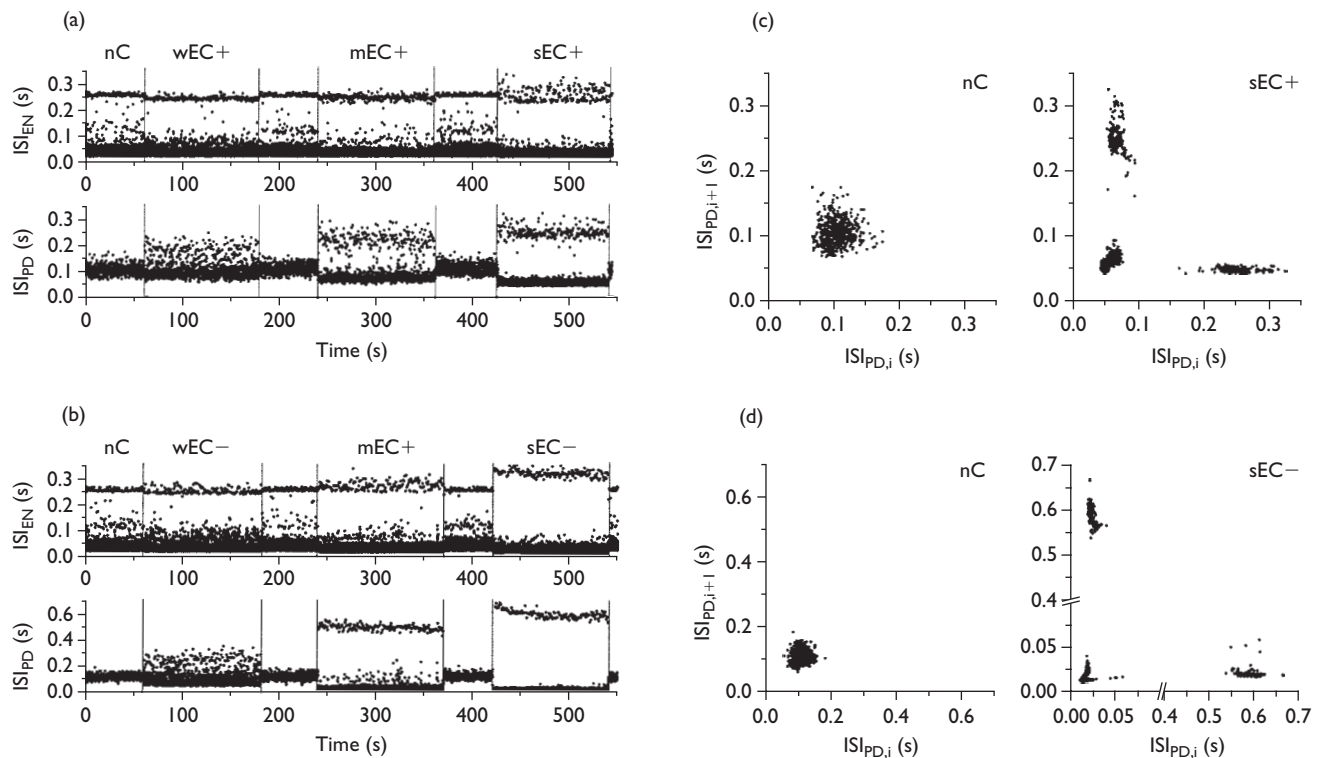 (a)
nC wEC+ mEC+ sEC+
ISI_EN (s)
0.3
0.2
0.1
0.0
0 100 200 300 400 500
ISI_PD (s)
0.3
0.2
0.1
0.0
0 100 200 300 400 500
Time (s)
(b)
nC wEC− mEC+ sEC−
ISI_EN (s)
0.3
0.2
0.1
0.0
0 100 200 300 400 500
ISI_PD (s)
0.6
0.4
0.2
0.0
0 100 200 300 400 500
Time (s)
(c)
nC
ISI_PD,i+1 (s)
0.3
0.2
0.1
0.0
0.0 0.1 0.2 0.3
ISI_PD,i (s)
sEC+
0.3
0.2
0.1
0.0
0.0 0.1 0.2 0.3
ISI_PD,i (s)
(d)
nC
ISI_PD,i+1 (s)
0.6
0.4
0.2
0.0
0.0 0.2 0.4 0.6
ISI_PD,i (s)
sEC−
0.7
0.6
0.5
0.4
0.05
0.00
0.00 0.05 0.4 0.5 0.6 0.7
ISI_PD,i (s)